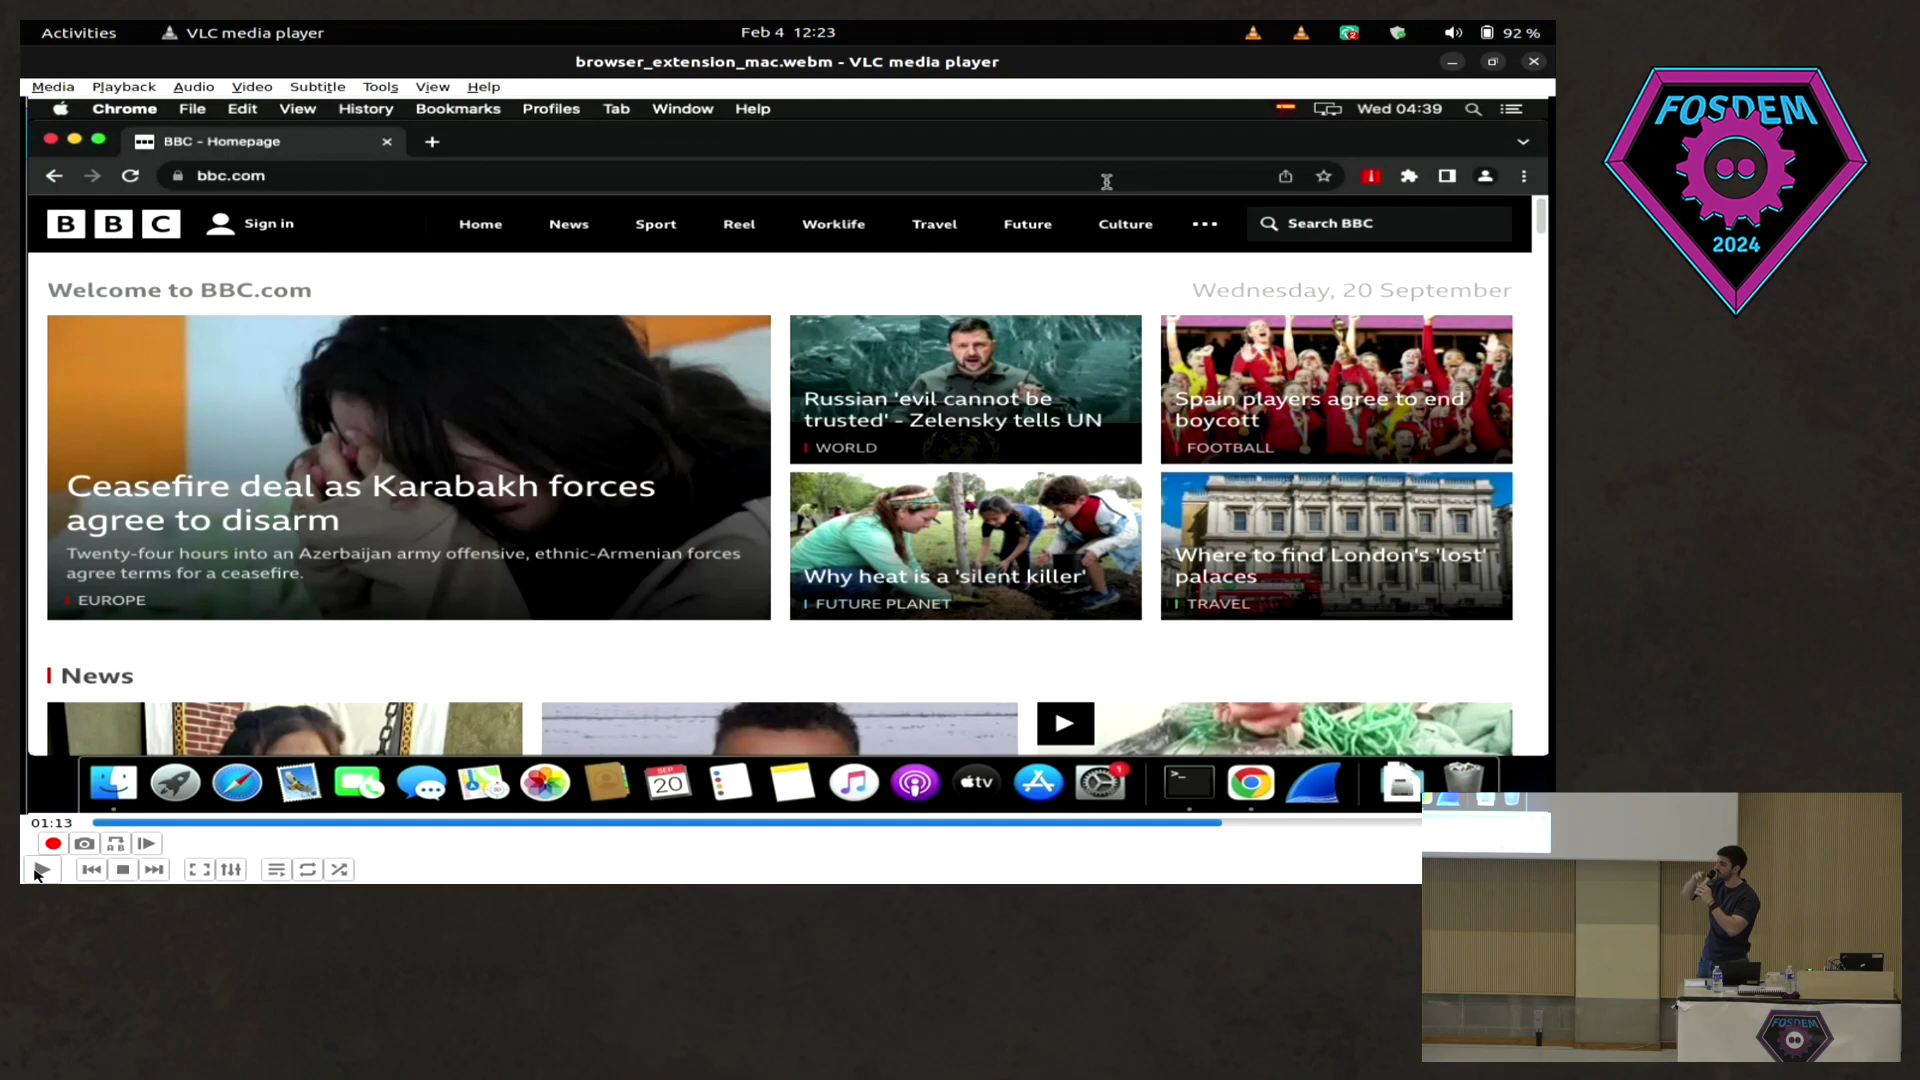 Activities VLC media player Feb 4 12:23 92 %
browser_extension_mac.webm - VLC media player
Media Playback Audio Video Subtitle Tools View Help
Chrome File Edit View History Bookmarks Profiles Tab Window Help Wed 04:39
BBC - Homepage
bbc.com
BBC Sign in Home News Sport Reel Worklife Travel Future Culture Search BBC
Welcome to BBC.com Wednesday, 20 September
Ceasefire deal as Karabakh forces
agree to disarm
Twenty-four hours into an Azerbaijan army offensive, ethnic-Armenian forces
agree terms for a ceasefire.
EUROPE
Russian 'evil cannot be
trusted' - Zelensky tells UN
WORLD
Spain players agree to end
boycott
FOOTBALL
Why heat is a 'silent killer'
FUTURE PLANET
Where to find London's 'lost'
palaces
TRAVEL
News
SEP
20
tv
1
01:13
FOSDEM
2024
FOSDEM